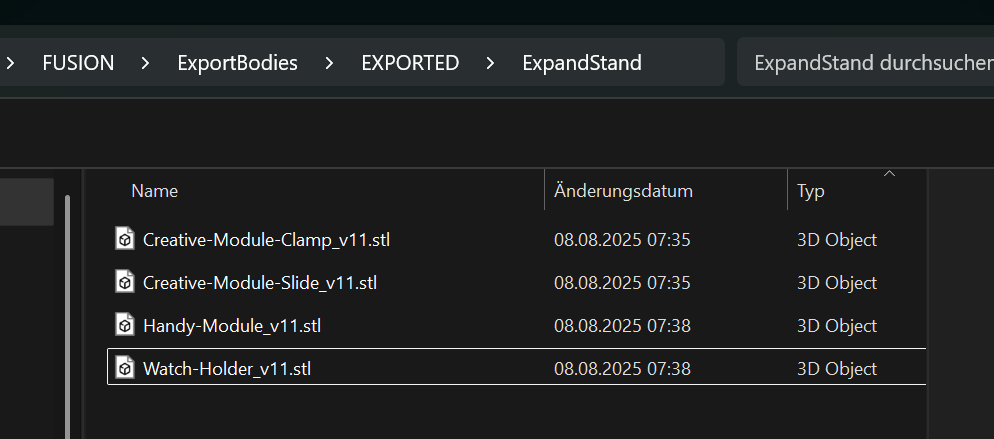 FUSION > ExportBodies > EXPORTED > ExpandStand ExpandStand durchsuchen
Name Änderungsdatum Typ
Creative-Module-Clamp_v11.stl 08.08.2025 07:35 3D Object
Creative-Module-Slide_v11.stl 08.08.2025 07:35 3D Object
Handy-Module_v11.stl 08.08.2025 07:38 3D Object
Watch-Holder_v11.stl 08.08.2025 07:38 3D Object